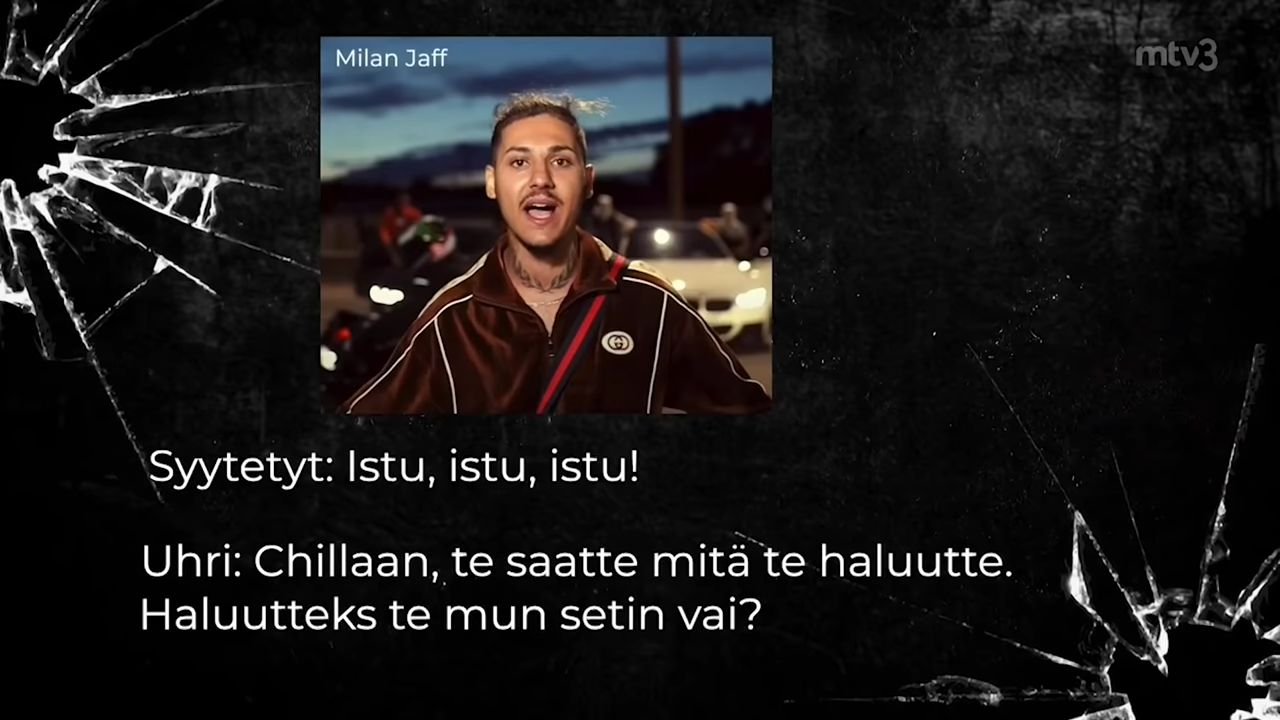 Milan Jaff
mtv3
Syytetyt: Istu, istu, istu!
Uhri: Chillaan, te saatte mitä te haluutte.
Haluutteks te mun setin vai?